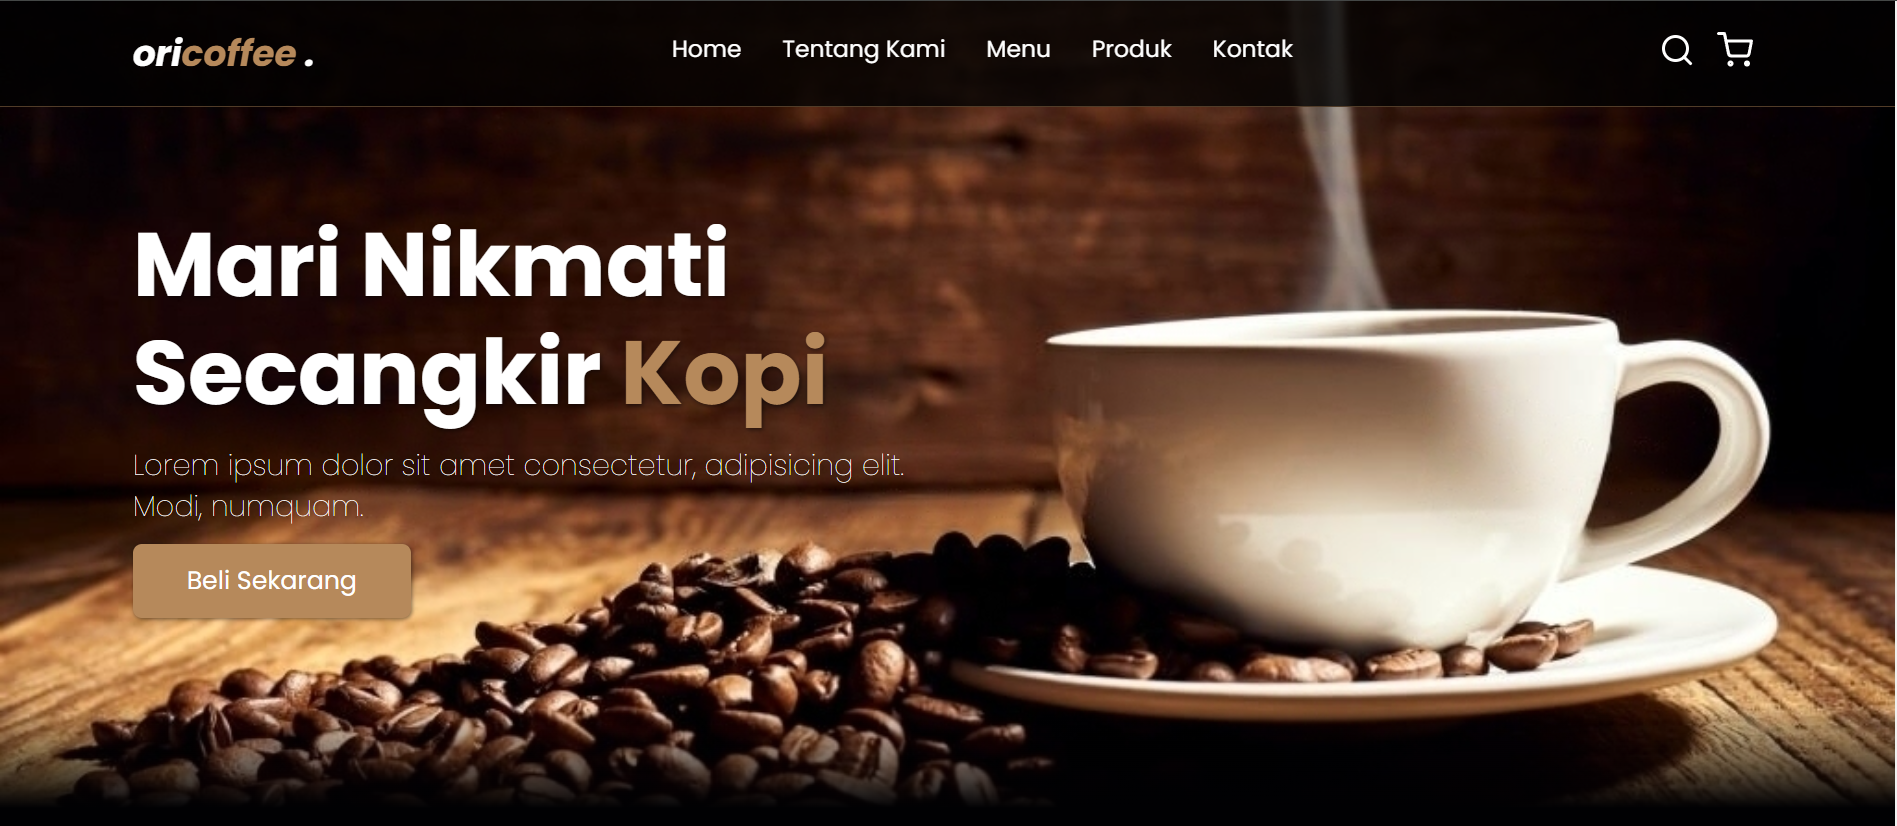 oricoffee .
Home Tentang Kami Menu Produk Kontak
Mari Nikmati
Secangkir Kopi
Lorem ipsum dolor sit amet consectetur, adipisicing elit.
Modi, numquam.
Beli Sekarang